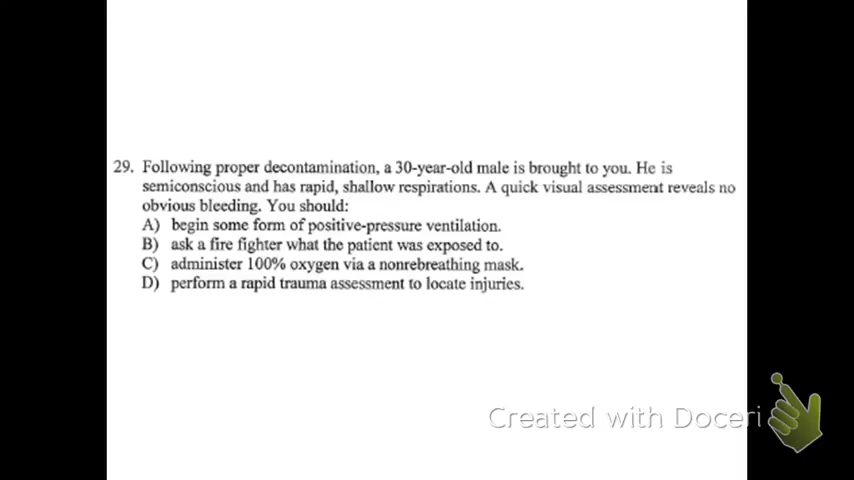 29. Following proper decontamination, a 30-year-old male is brought to you. He is
semiconscious and has rapid, shallow respirations. A quick visual assessment reveals no
obvious bleeding. You should:
A) begin some form of positive-pressure ventilation.
B) ask a fire fighter what the patient was exposed to.
C) administer 100% oxygen via a nonrebreathing mask.
D) perform a rapid trauma assessment to locate injuries.
Created with Doceri